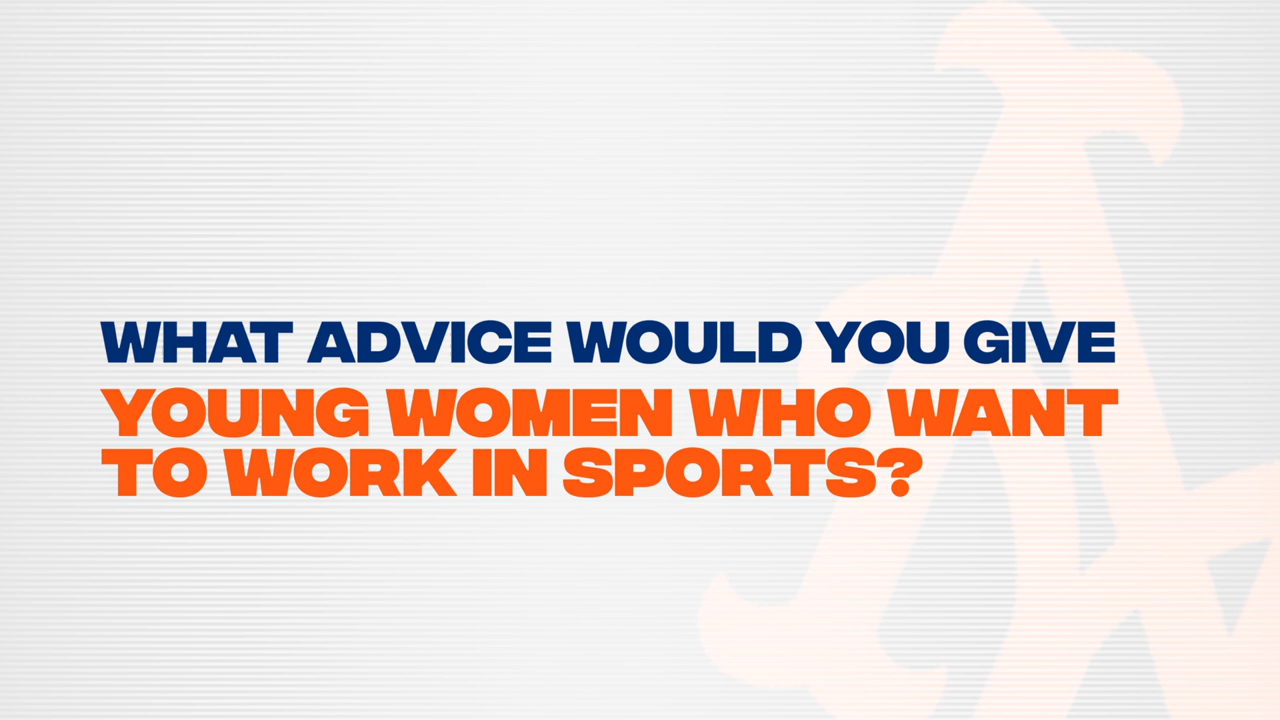 WHAT ADVICE WOULD YOU GIVE
YOUNG WOMEN WHO WANT
TO WORK IN SPORTS?